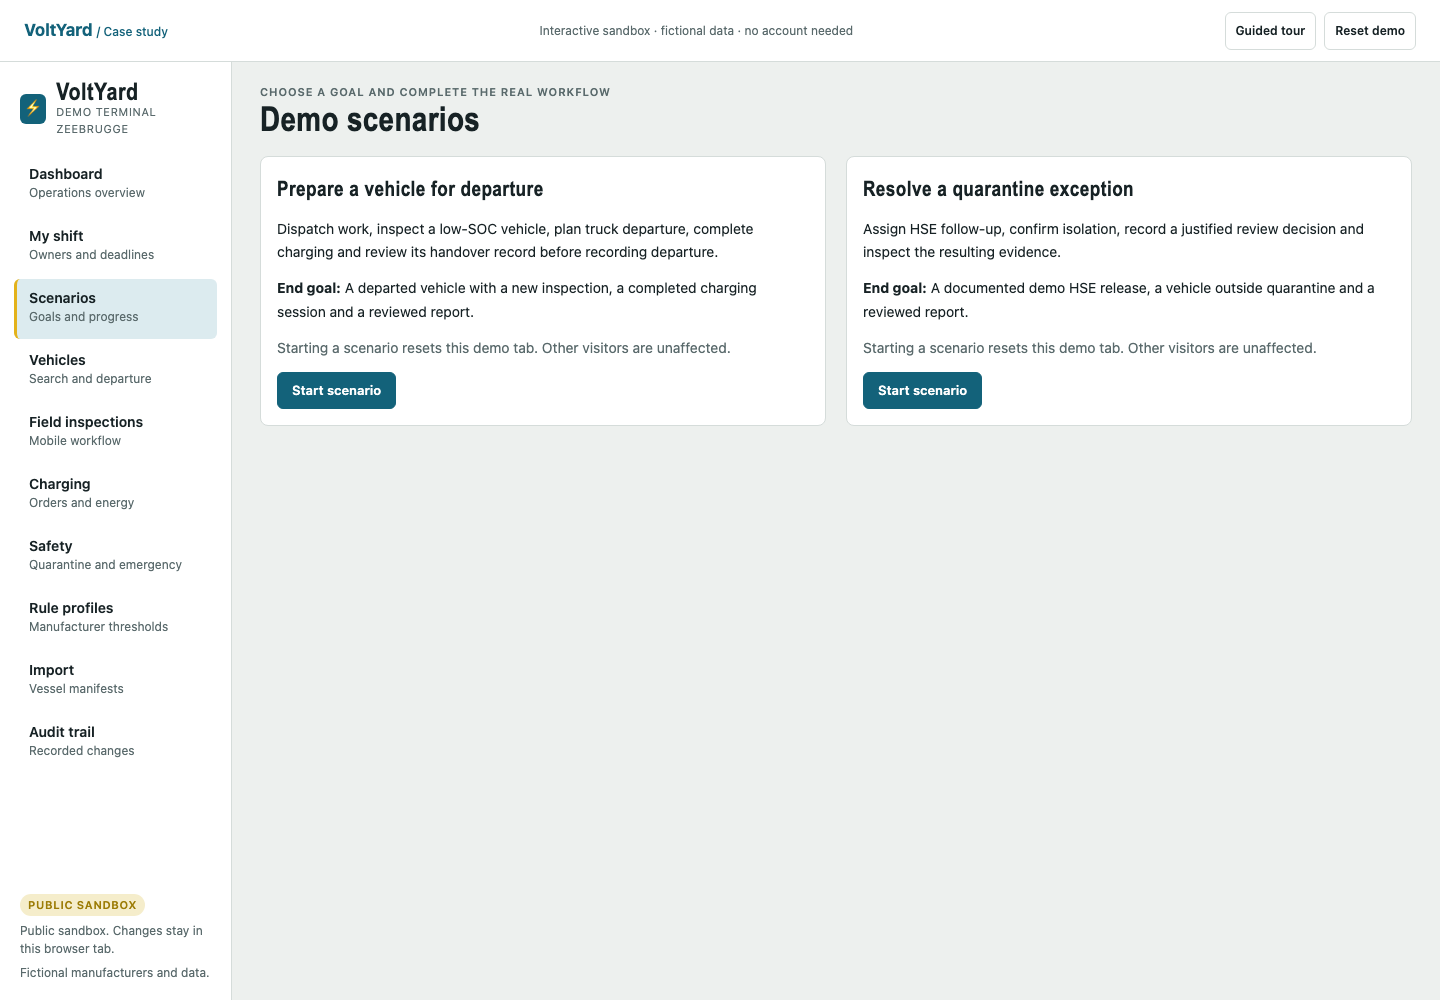 VoltYard / Case study
Interactive sandbox · fictional data · no account needed
Guided tour
Reset demo
VoltYard
DEMO TERMINAL
ZEEBRUGGE
Dashboard
Operations overview
My shift
Owners and deadlines
Scenarios
Goals and progress
Vehicles
Search and departure
Field inspections
Mobile workflow
Charging
Orders and energy
Safety
Quarantine and emergency
Rule profiles
Manufacturer thresholds
Import
Vessel manifests
Audit trail
Recorded changes
PUBLIC SANDBOX
Public sandbox. Changes stay in
this browser tab.
Fictional manufacturers and data.
CHOOSE A GOAL AND COMPLETE THE REAL WORKFLOW
Demo scenarios
Prepare a vehicle for departure
Dispatch work, inspect a low-SOC vehicle, plan truck departure, complete
charging and review its handover record before recording departure.
End goal: A departed vehicle with a new inspection, a completed charging
session and a reviewed report.
Starting a scenario resets this demo tab. Other visitors are unaffected.
Start scenario
Resolve a quarantine exception
Assign HSE follow-up, confirm isolation, record a justified review decision and
inspect the resulting evidence.
End goal: A documented demo HSE release, a vehicle outside quarantine and a
reviewed report.
Starting a scenario resets this demo tab. Other visitors are unaffected.
Start scenario